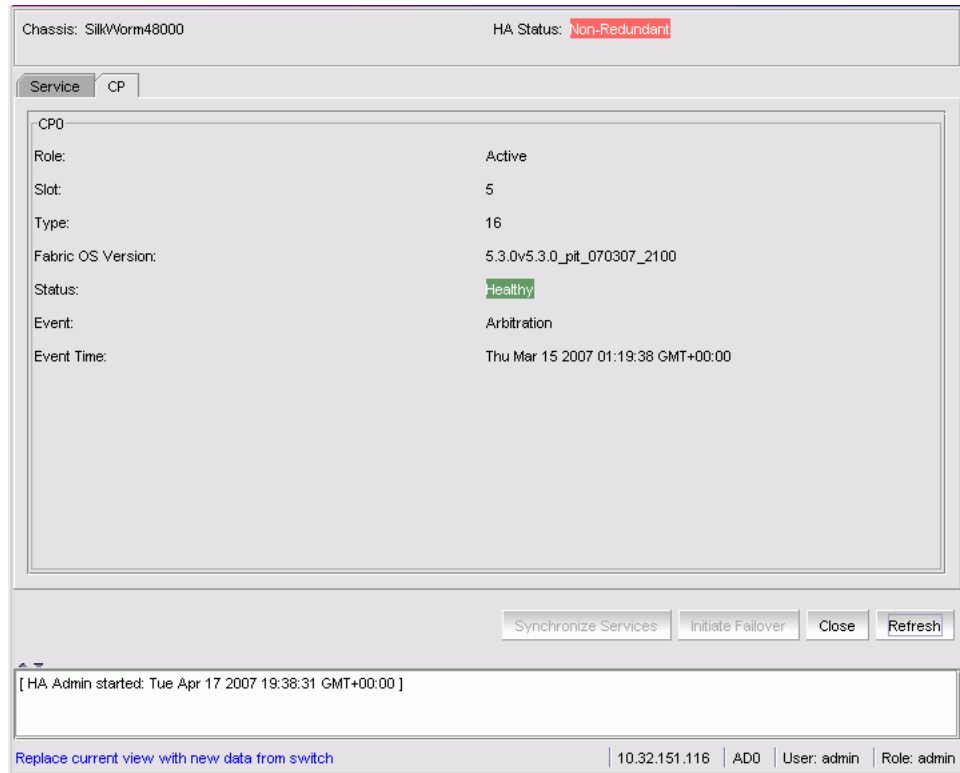 Chassis: SilkWorm48000 HA Status: Non-Redundant
Service CP
CP0
Role: Active
Slot: 5
Type: 16
Fabric OS Version: 5.3.0v5.3.0_pit_070307_2100
Status: Healthy
Event: Arbitration
Event Time: Thu Mar 15 2007 01:19:38 GMT+00:00
Synchronize Services Initiate Failover Close Refresh
[ HA Admin started: Tue Apr 17 2007 19:38:31 GMT+00:00 ]
Replace current view with new data from switch 10.32.151.116 AD0 User: admin Role: admin